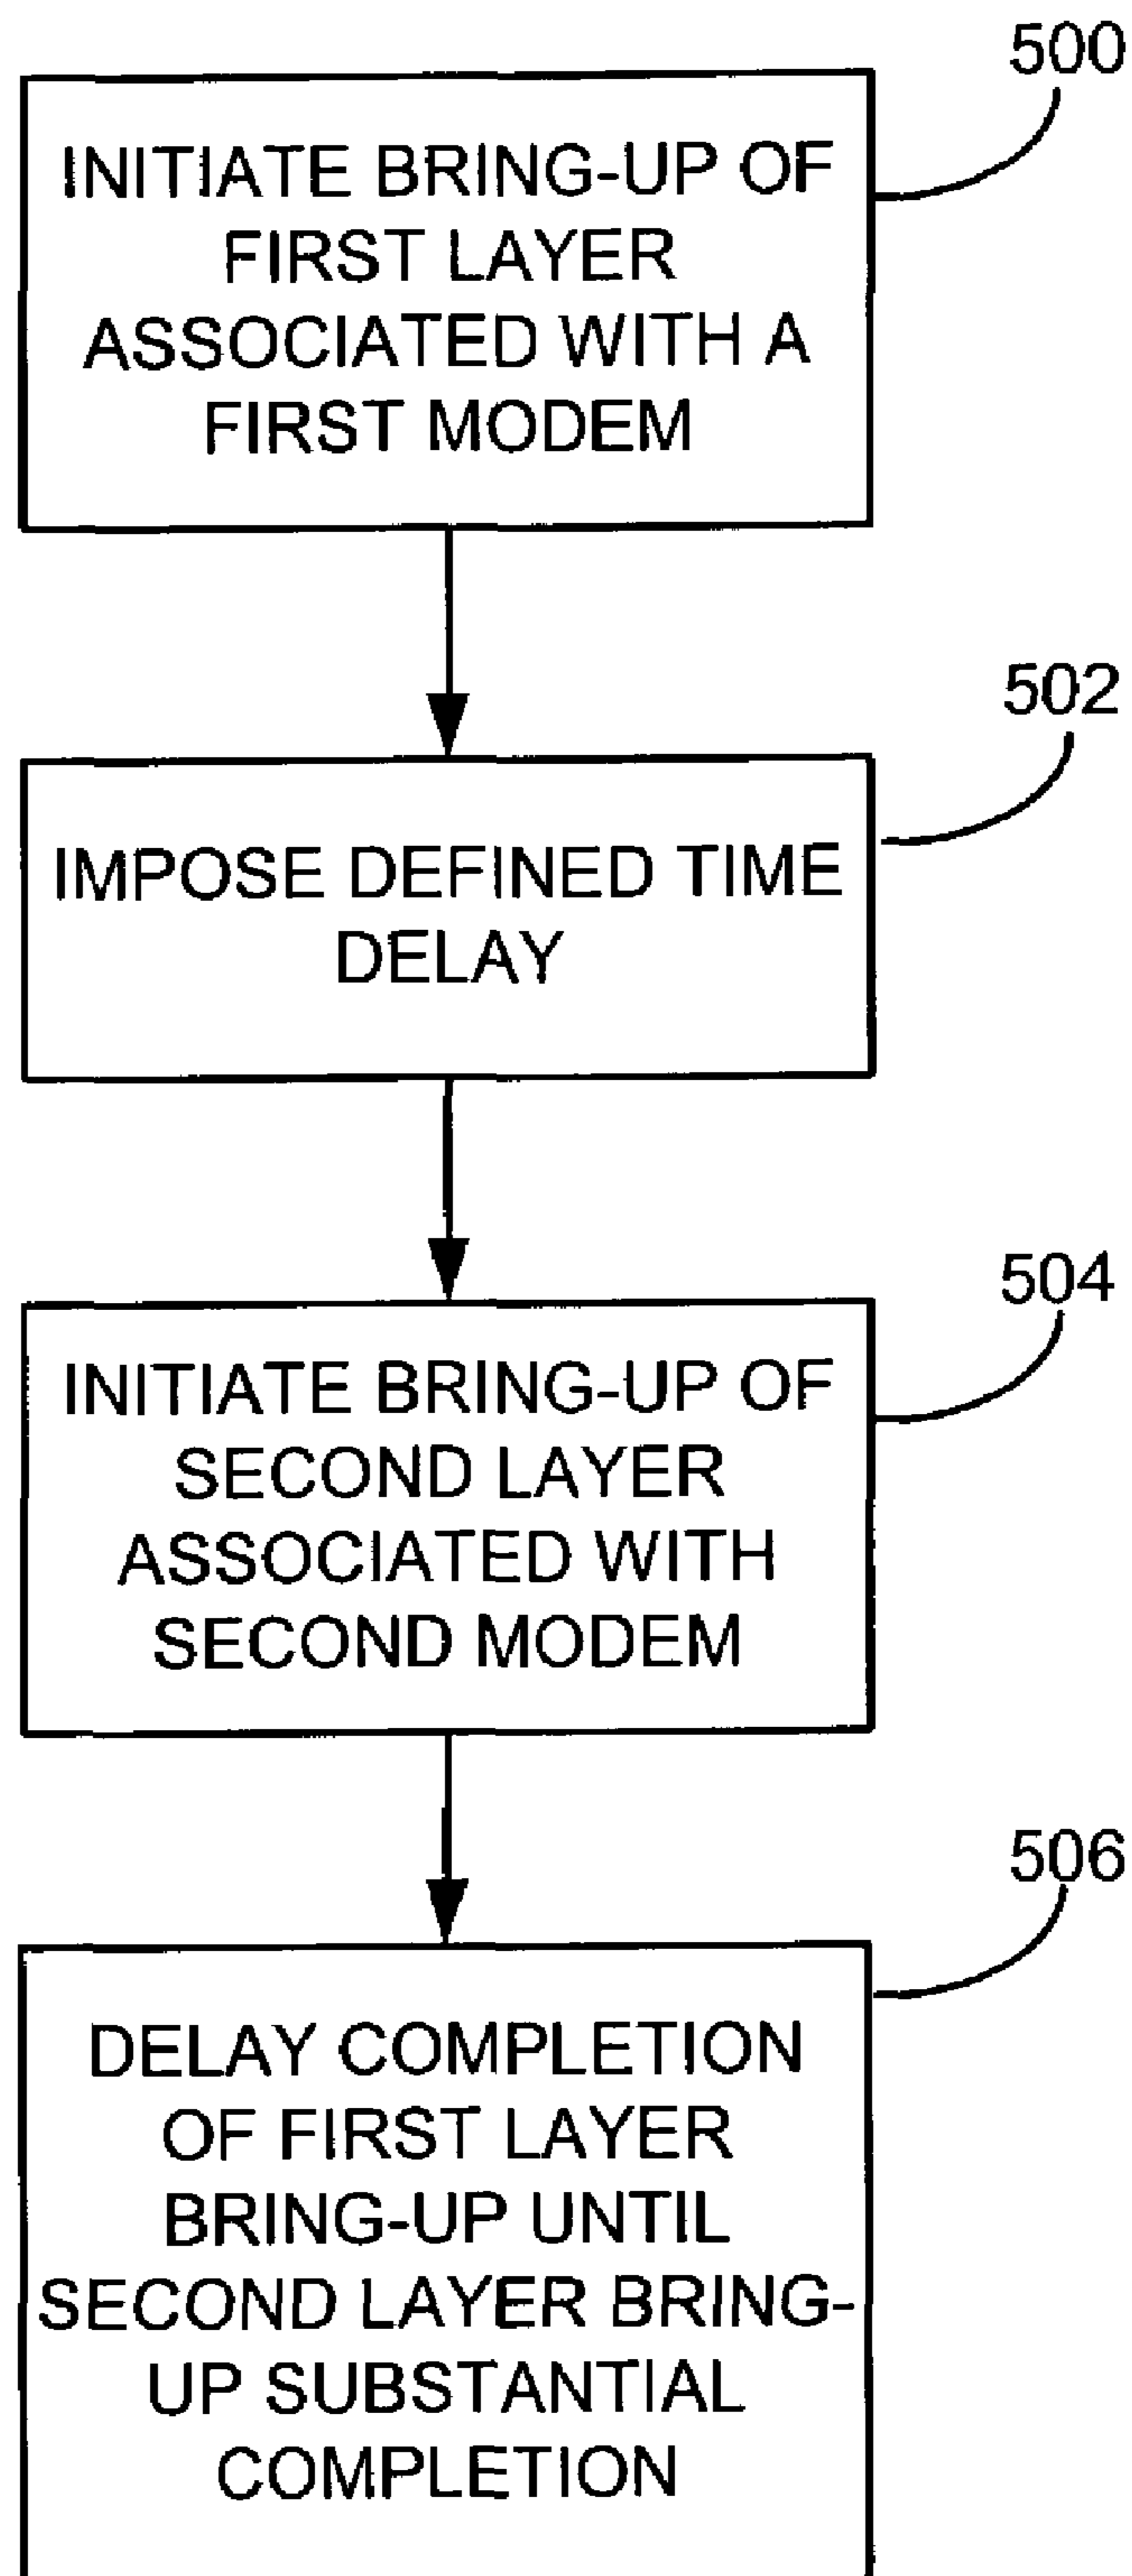 500
INITIATE BRING-UP OF
FIRST LAYER
ASSOCIATED WITH A
FIRST MODEM
502
IMPOSE DEFINED TIME
DELAY
504
INITIATE BRING-UP OF
SECOND LAYER
ASSOCIATED WITH
SECOND MODEM
506
DELAY COMPLETION
OF FIRST LAYER
BRING-UP UNTIL
SECOND LAYER BRING-
UP SUBSTANTIAL
COMPLETION